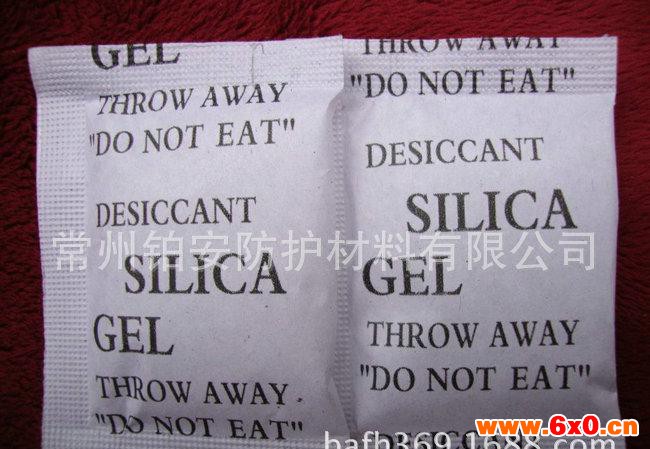 GEL
THROW AWAY
"DO NOT EAT"
DESICCANT
SILICA
GEL
THROW AWAY
"DO NOT EAT"
THROW AWAY
"DO NOT EAT"
DESICCANT
SILICA
GEL
THROW AWAY
"DO NOT EAT"
DESICCANT
常州铂安防护材料有限公司
www.6x0.cn
bafh369.1688.com